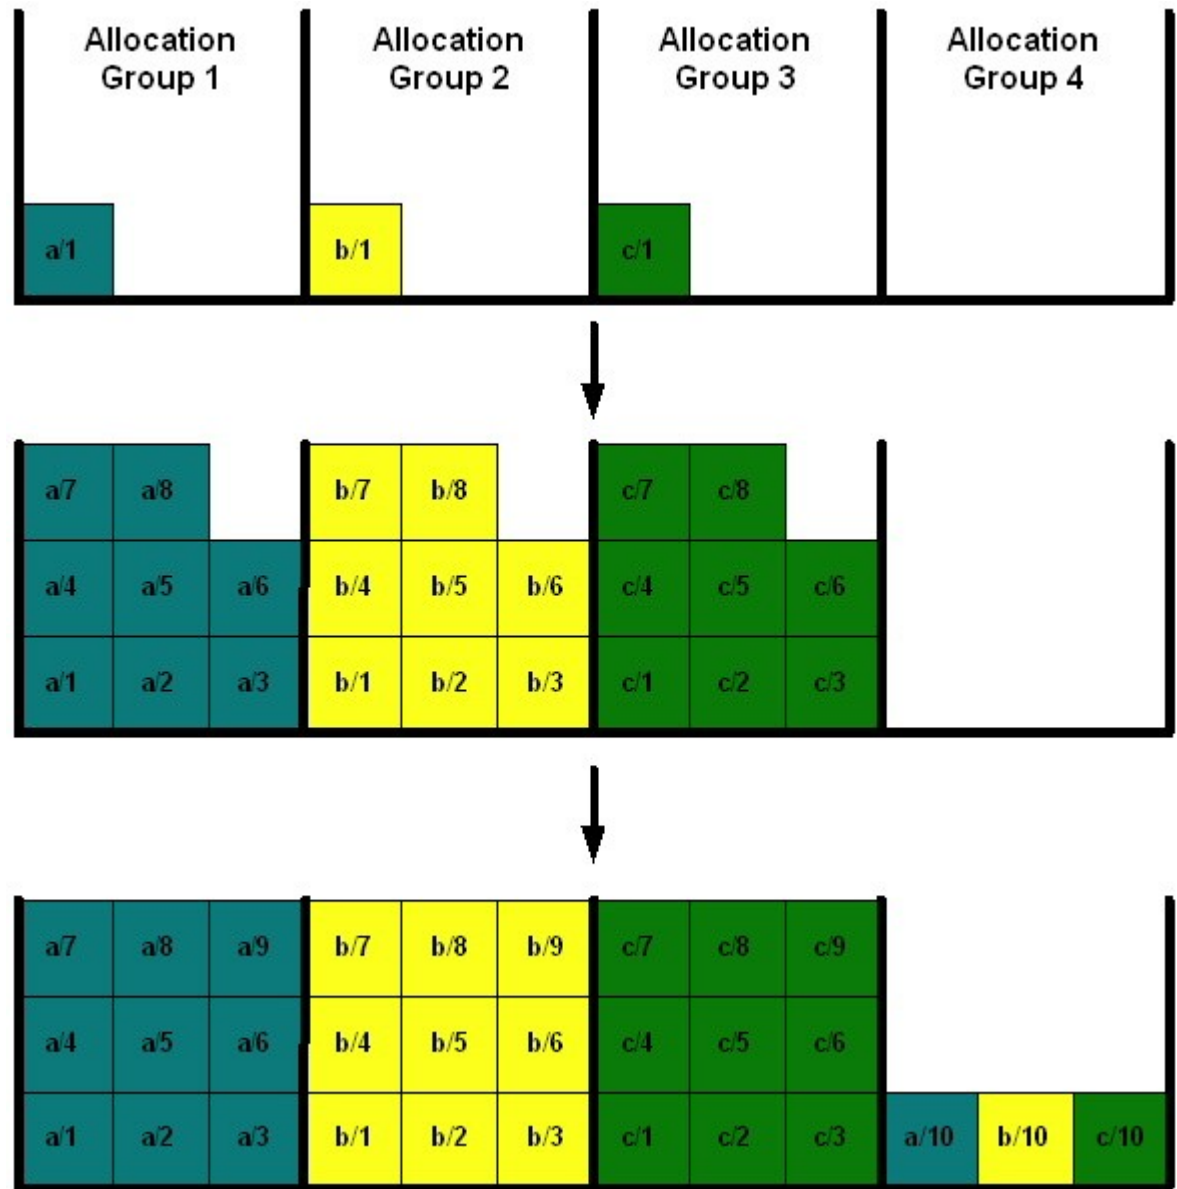 Allocation Allocation Allocation Allocation
Group 1 Group 2 Group 3 Group 4
a/1 b/1 c/1
a/7 a/8 b/7 b/8 c/7 c/8
a/4 a/5 a/6 b/4 b/5 b/6 c/4 c/5 c/6
a/1 a/2 a/3 b/1 b/2 b/3 c/1 c/2 c/3
a/7 a/8 a/9 b/7 b/8 b/9 c/7 c/8 c/9
a/4 a/5 a/6 b/4 b/5 b/6 c/4 c/5 c/6
a/1 a/2 a/3 b/1 b/2 b/3 c/1 c/2 c/3 a/10 b/10 c/10